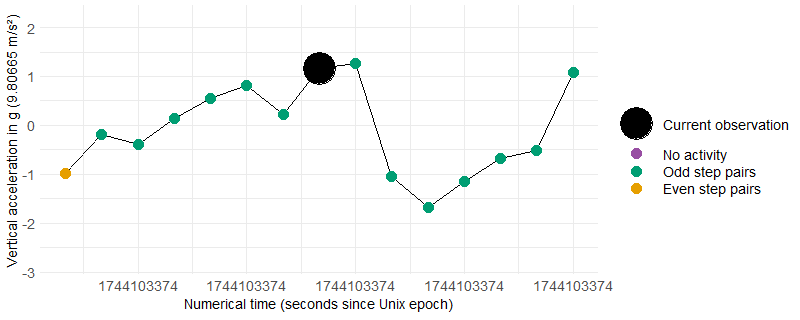 Vertical acceleration in g (9.80665 m/s²)
2
1
0
-1
-2
-3
1744103374 1744103374 1744103374 1744103374 1744103374
Numerical time (seconds since Unix epoch)
Current observation
No activity
Odd step pairs
Even step pairs